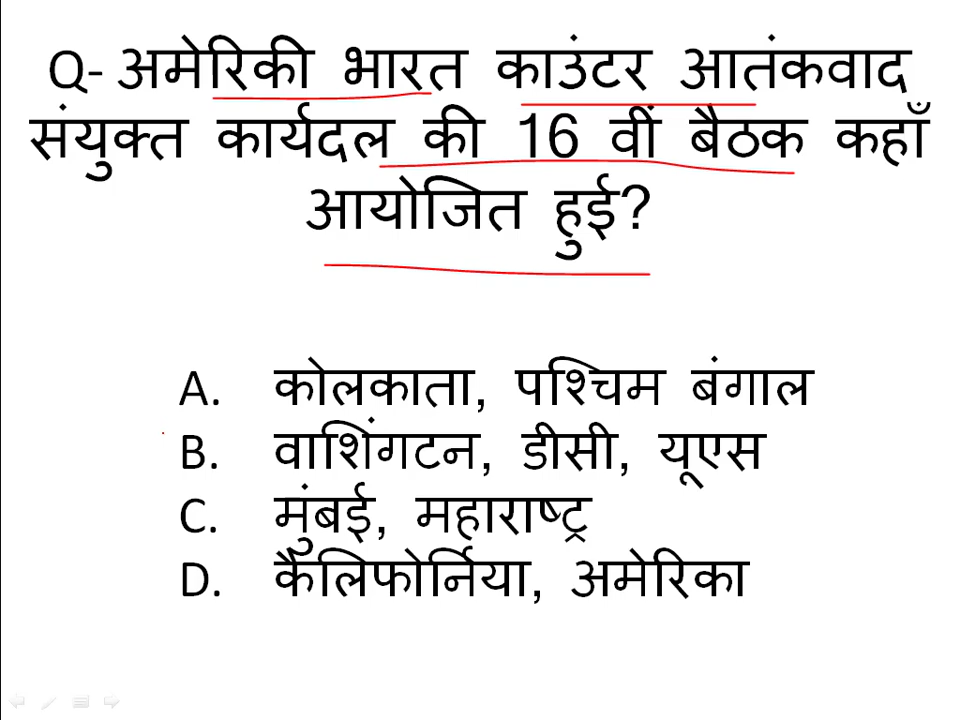 Q- अमेरिकी भारत काउंटर आतंकवाद
संयुक्त कार्यदल की 16 वीं बैठक कहाँ
आयोजित हुई?
A. कोलकाता, पश्चिम बंगाल
B. वाशिंगटन, डीसी, यूएस
C. मुंबई, महाराष्ट्र
D. कैलिफोर्निया, अमेरिका